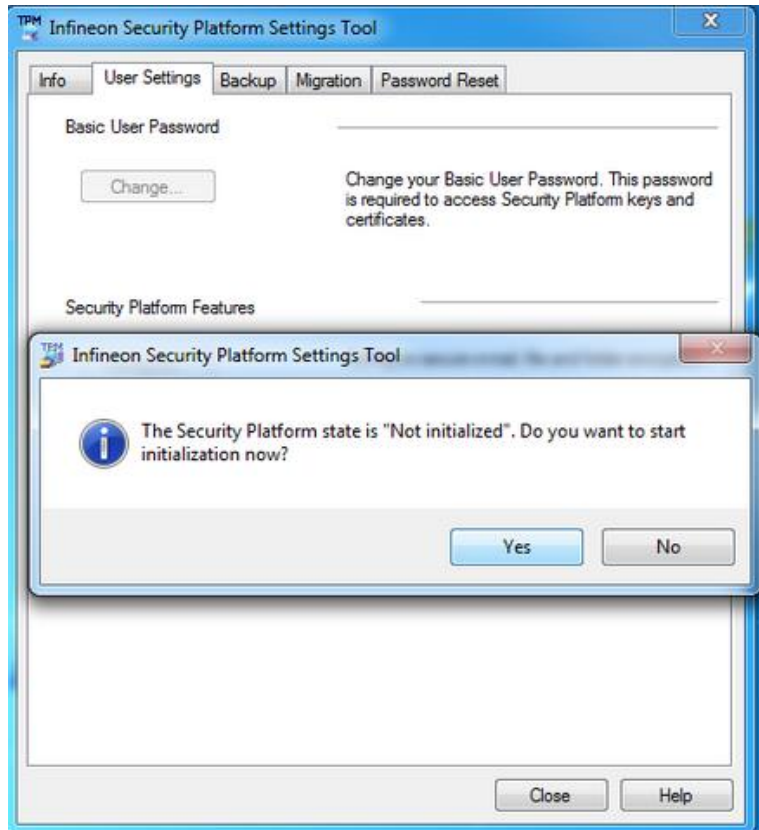 TPM
Infineon Security Platform Settings Tool
Info
User Settings
Backup
Migration
Password Reset
Basic User Password
Change...
Change your Basic User Password. This password
is required to access Security Platform keys and
certificates.
Security Platform Features
TPM
Infineon Security Platform Settings Tool
The Security Platform state is "Not initialized". Do you want to start
initialization now?
Yes
No
Close
Help